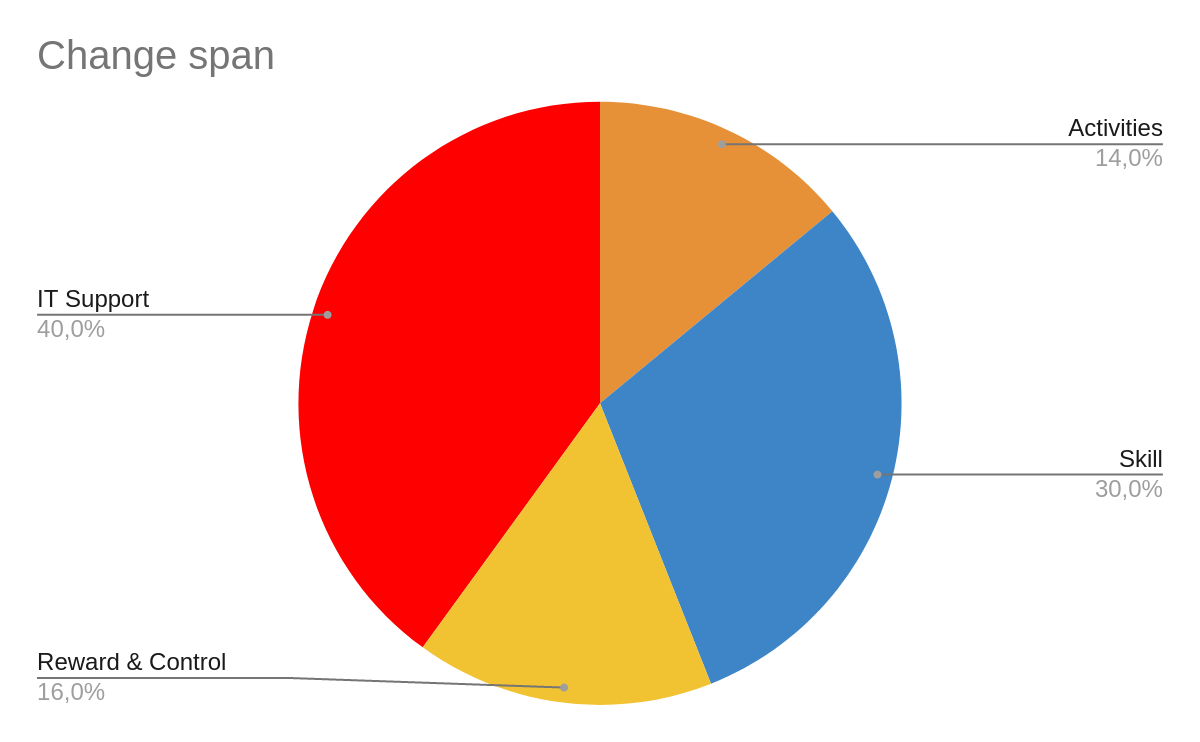 Change span
Activities
14,0%
IT Support
40,0%
Skill
30,0%
Reward & Control
16,0%